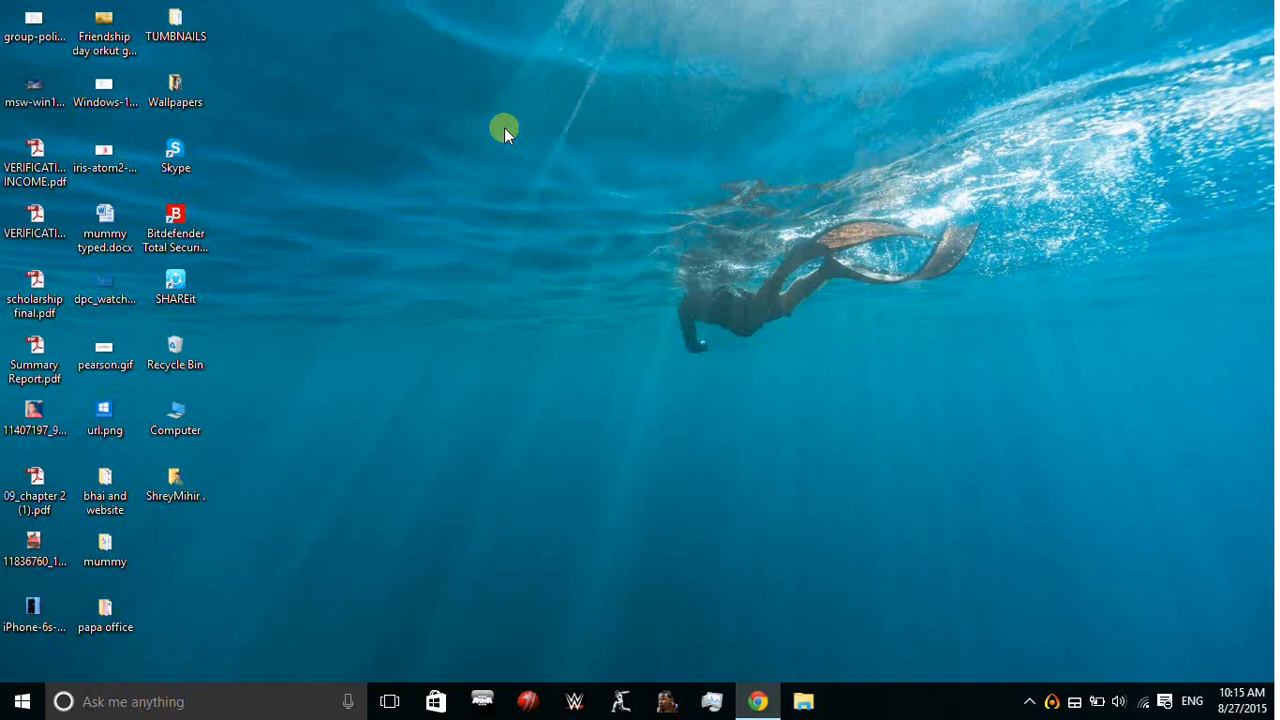 group-poli...
msw-win1...
VERIFICATI...
INCOME.pdf
VERIFICATI...
scholarship
final.pdf
Summary
Report.pdf
11407197_9...
09_chapter 2
(1).pdf
11836760_1...
iPhone-6s-...
Friendship
day orkut g...
Windows-1...
iris-atom2-...
mummy
typed.docx
dpc_watch...
pearson.gif
url.png
bhai and
website
mummy
papa office
TUMBNAILS
Wallpapers
Skype
Bitdefender
Total Securi...
SHAREit
Recycle Bin
Computer
ShreyMihir .
Ask me anything
ENG
10:15 AM
8/27/2015